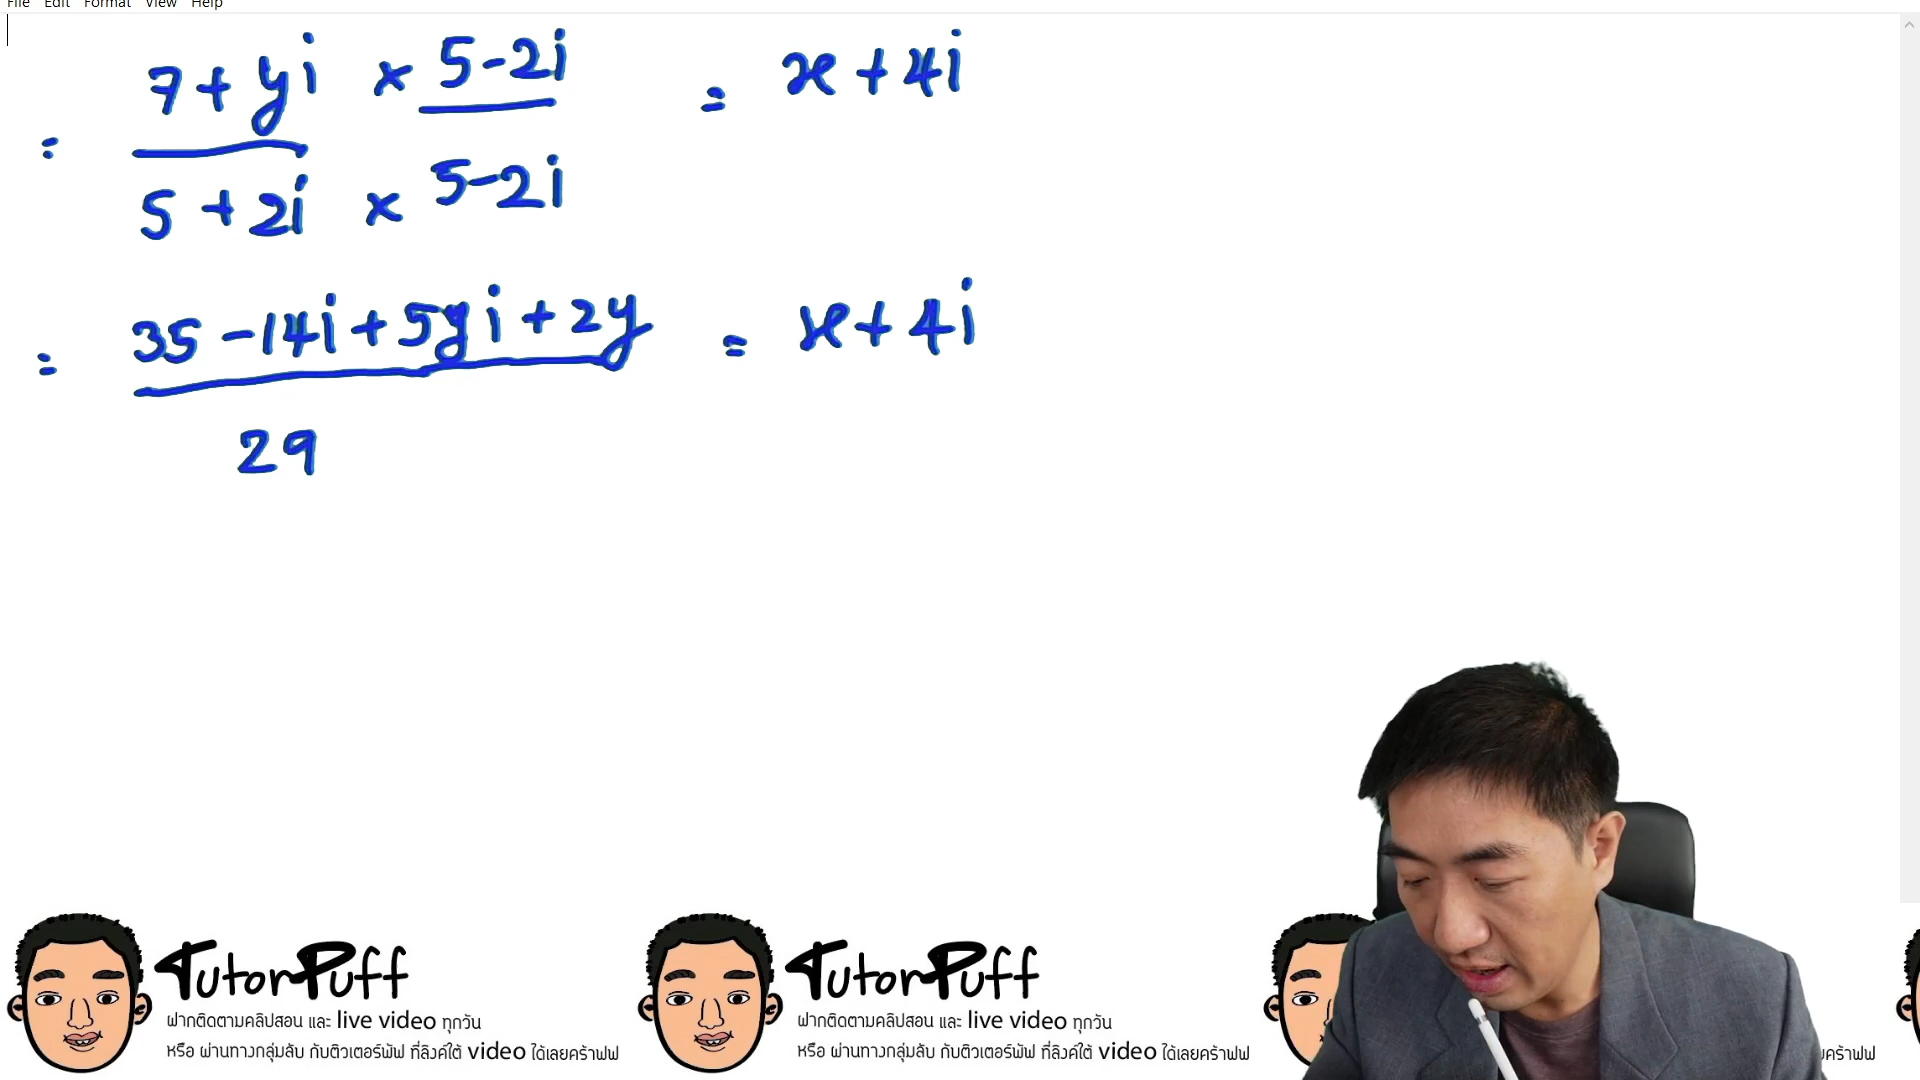 File Edit Format View Help
7 + yi × 5-2i = x + 4i
= 5 + 2i × 5-2i
35 -14i + 5yi + 2y = x + 4i
= 29
TutorPuff TutorPuff
ฝากติดตามคลิปสอน และ live video ทุกวัน ฝากติดตามคลิปสอน และ live video ทุกวัน
หรือ ผ่านทางกลุ่มลับ กับติวเตอร์พัฟ ที่ลิงค์ใต้ video ได้เลยคร้าฟฟ หรือ ผ่านทางกลุ่มลับ กับติวเตอร์พัฟ ที่ลิงค์ใต้ video ได้เลยคร้าฟฟ